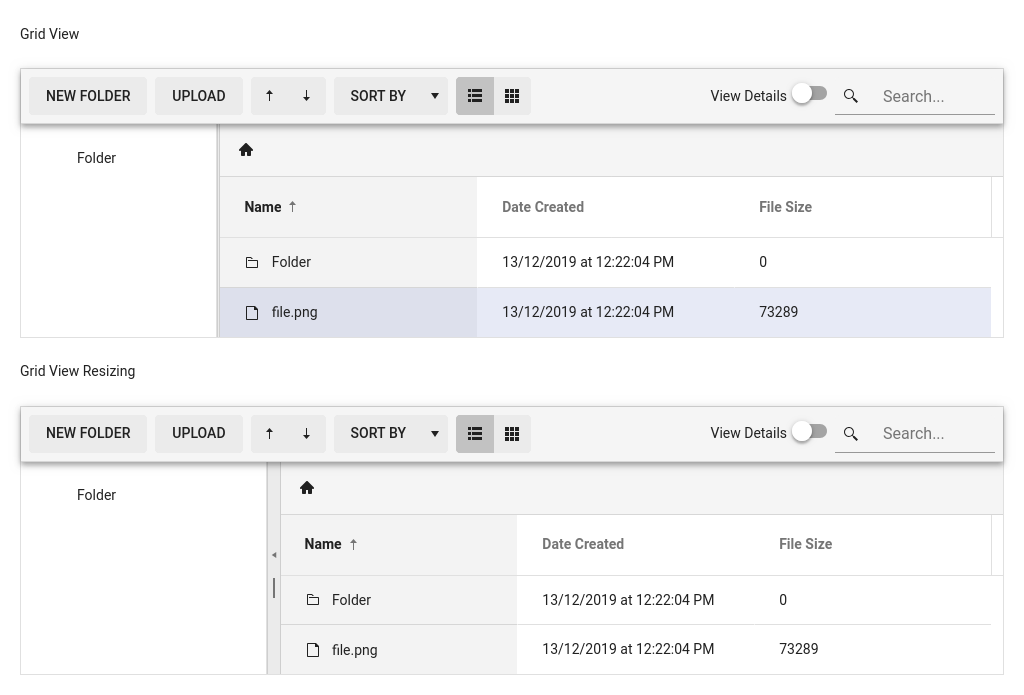 Grid View
NEW FOLDER UPLOAD SORT BY View Details Search...
Folder
Name Date Created File Size
Folder 13/12/2019 at 12:22:04 PM 0
file.png 13/12/2019 at 12:22:04 PM 73289
Grid View Resizing
NEW FOLDER UPLOAD SORT BY View Details Search...
Folder
Name Date Created File Size
Folder 13/12/2019 at 12:22:04 PM 0
file.png 13/12/2019 at 12:22:04 PM 73289